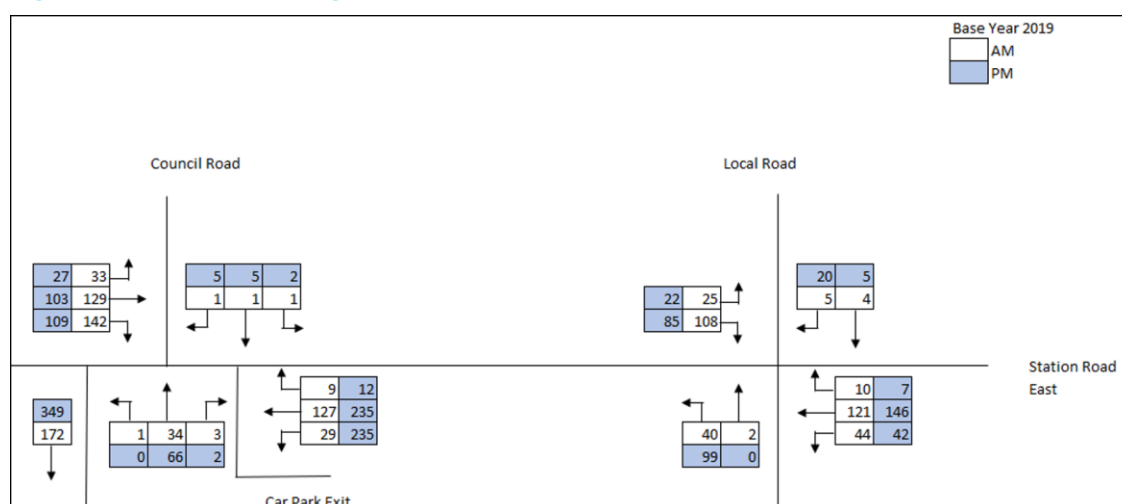 Base Year 2019
AM
PM
Council Road
Local Road
27 33
103 129
109 142
5 5 2
1 1 1
22 25
85 108
20 5
5 4
Station Road
East
349
172
1 34 3
0 66 2
9 12
127 235
29 235
40 2
99 0
10 7
121 146
44 42
Car Park Exit